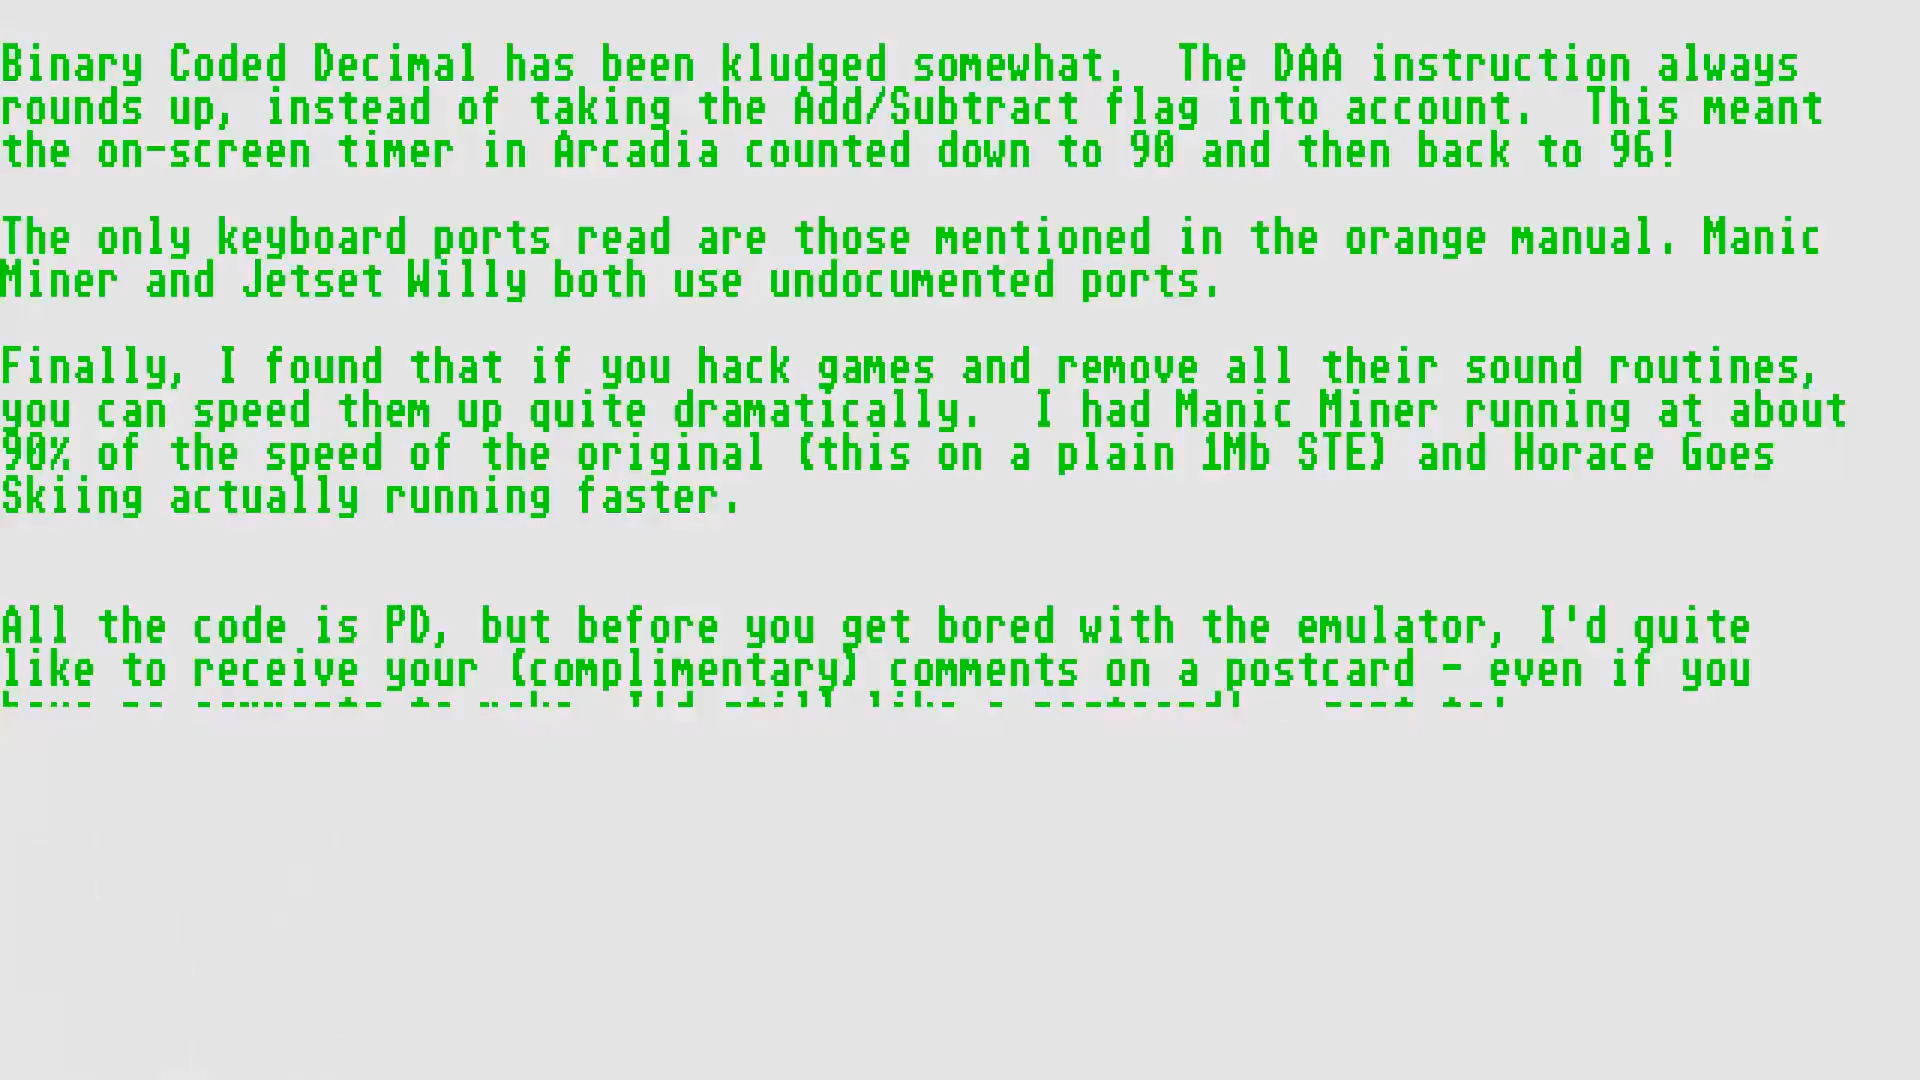 Binary Coded Decimal has been kludged somewhat.  The DAA instruction always
rounds up, instead of taking the Add/Subtract flag into account.  This meant
the on-screen timer in Arcadia counted down to 90 and then back to 96!
The only keyboard ports read are those mentioned in the orange manual. Manic
Miner and Jetset Willy both use undocumented ports.
Finally, I found that if you hack games and remove all their sound routines,
you can speed them up quite dramatically.  I had Manic Miner running at about
90% of the speed of the original (this on a plain 1Mb STE) and Horace Goes
Skiing actually running faster.
All the code is PD, but before you get bored with the emulator, I'd quite
like to receive your (complimentary) comments on a postcard - even if you